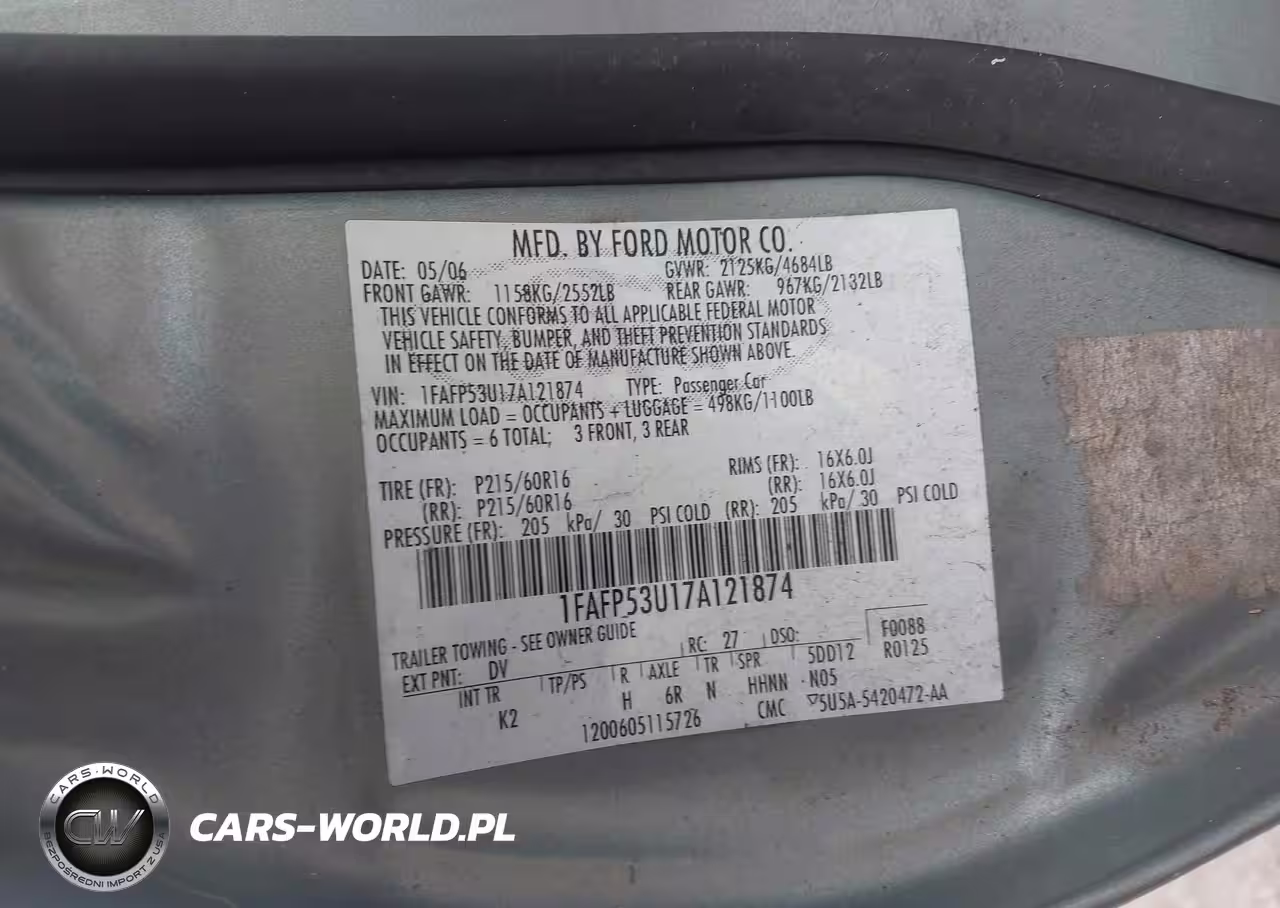 MFD. BY FORD MOTOR CO.
DATE: 05/06 GVWR: 2125KG/4684LB
FRONT GAWR: 1158KG/2552LB REAR GAWR: 967KG/2132LB
THIS VEHICLE CONFORMS TO ALL APPLICABLE FEDERAL MOTOR
VEHICLE SAFETY, BUMPER, AND THEFT PREVENTION STANDARDS
IN EFFECT ON THE DATE OF MANUFACTURE SHOWN ABOVE.
VIN: 1FAFP53U17A121874 TYPE: Passenger Car
MAXIMUM LOAD = OCCUPANTS + LUGGAGE = 498KG/1100LB
OCCUPANTS = 6 TOTAL; 3 FRONT, 3 REAR
TIRE (FR): P215/60R16 RIMS (FR): 16X6.0J
(RR): P215/60R16 (RR): 16X6.0J
PRESSURE (FR): 205 kPa/ 30 PSI COLD (RR): 205 kPa/ 30 PSI COLD
1FAFP53U17A121874
TRAILER TOWING - SEE OWNER GUIDE
EXT PNT: DV RC: 27 DSO: F0088
INT TR TP/PS R AXLE TR SPR 5DD12 R0125
K2 H 6R N HHNN N05
1200605115726 CMC 5U5A-5420472-AA
CARS-WORLD
CW
BEZPOŚREDNI IMPORT Z USA
CARS-WORLD.PL